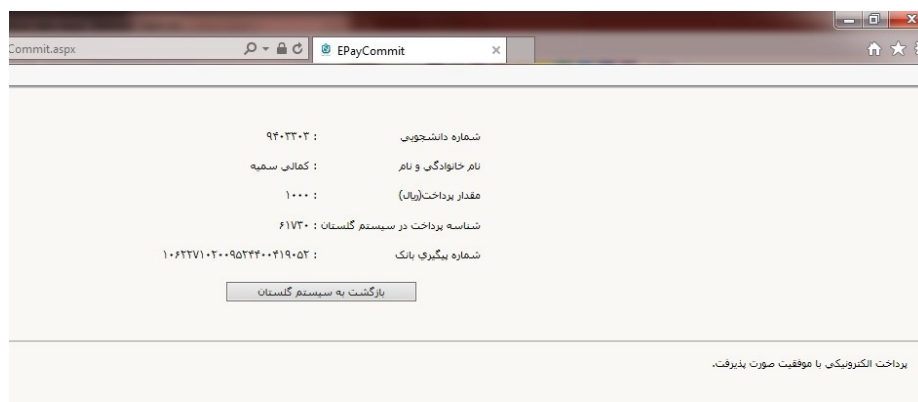 Commit.aspx
EPayCommit
شماره دانشجویی : ۹۴۰۳۳۰۳
نام خانوادگی و نام : کمالی سمیه
مقدار پرداخت(ریال) : ۱۰۰۰
شناسه پرداخت در سیستم گلستان : ۶۱۷۳۰
شماره پیگیري بانک : ۱۰۶۲۲۷۱۰۲۰۰۹۵۲۴۴۰۰۴۱۹۰۵۲
بازگشت به سیستم گلستان
پرداخت الکترونیکی با موفقیت صورت پذیرفت.